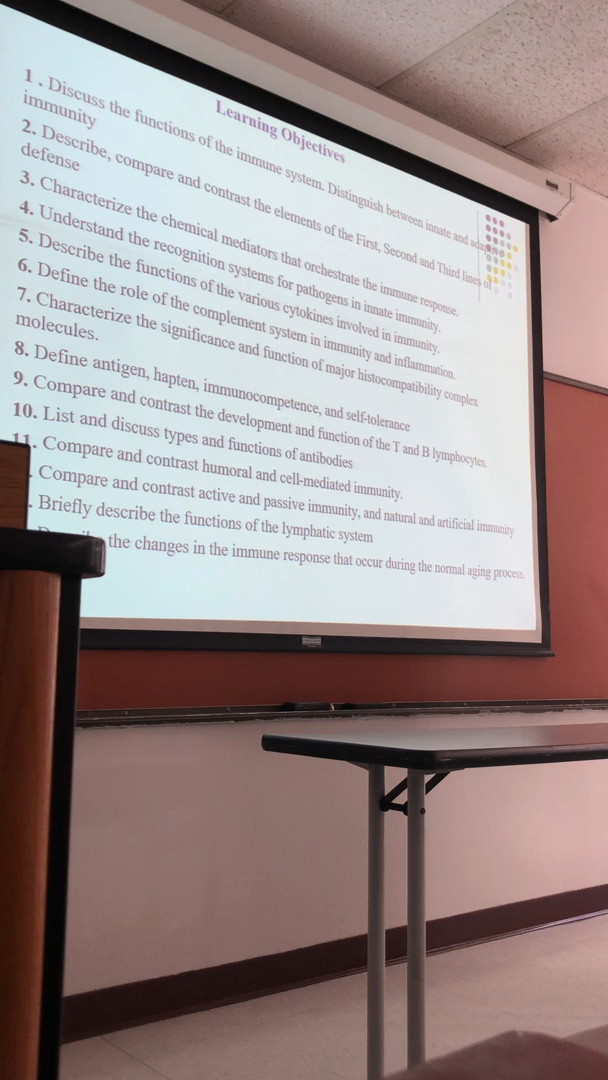 Learning Objectives
1 . Discuss the functions of the immune system. Distinguish between innate and adaptive
immunity
2. Describe, compare and contrast the elements of the First, Second and Third lines of
defense
3. Characterize the chemical mediators that orchestrate the immune response.
4. Understand the recognition systems for pathogens in innate immunity.
5. Describe the functions of the various cytokines involved in immunity.
6. Define the role of the complement system in immunity and inflammation.
7. Characterize the significance and function of major histocompatibility complex
molecules.
8. Define antigen, hapten, immunocompetence, and self-tolerance
9. Compare and contrast the development and function of the T and B lymphocytes.
10. List and discuss types and functions of antibodies
11. Compare and contrast humoral and cell-mediated immunity.
. Compare and contrast active and passive immunity, and natural and artificial immunity
. Briefly describe the functions of the lymphatic system
the changes in the immune response that occur during the normal aging process.